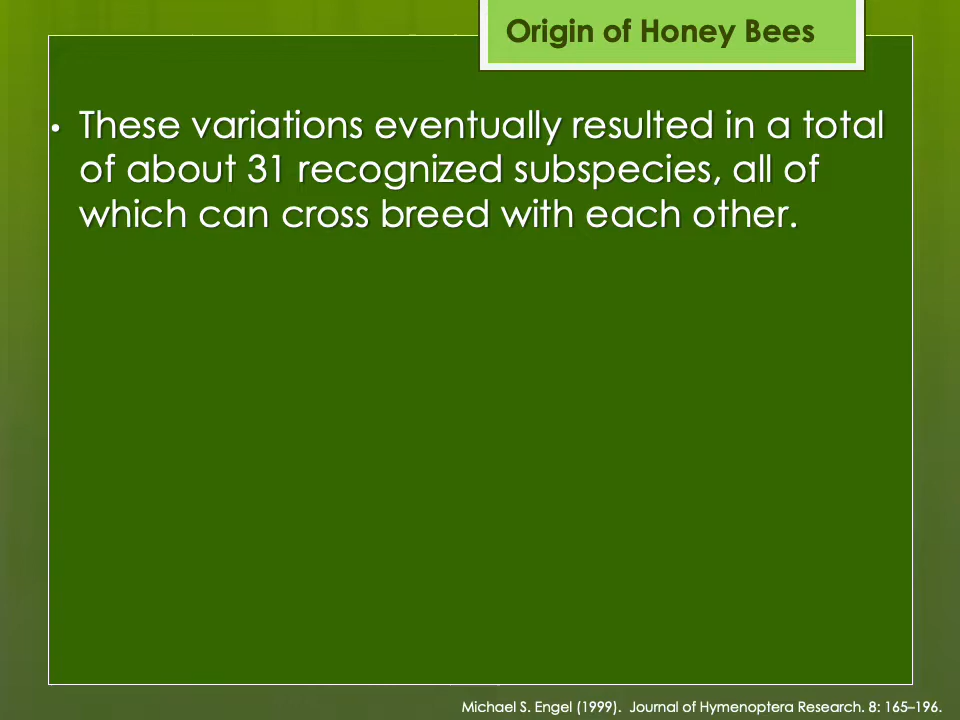 Origin of Honey Bees
• These variations eventually resulted in a total
of about 31 recognized subspecies, all of
which can cross breed with each other.
Michael S. Engel (1999).  Journal of Hymenoptera Research. 8: 165–196.